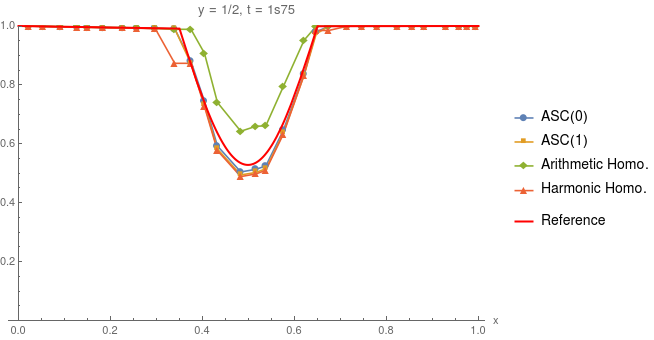 y = 1/2, t = 1s75
1.0
0.8
0.6
0.4
0.2
0.0 0.2 0.4 0.6 0.8 1.0
x
ASC(0)
ASC(1)
Arithmetic Homo.
Harmonic Homo.
Reference